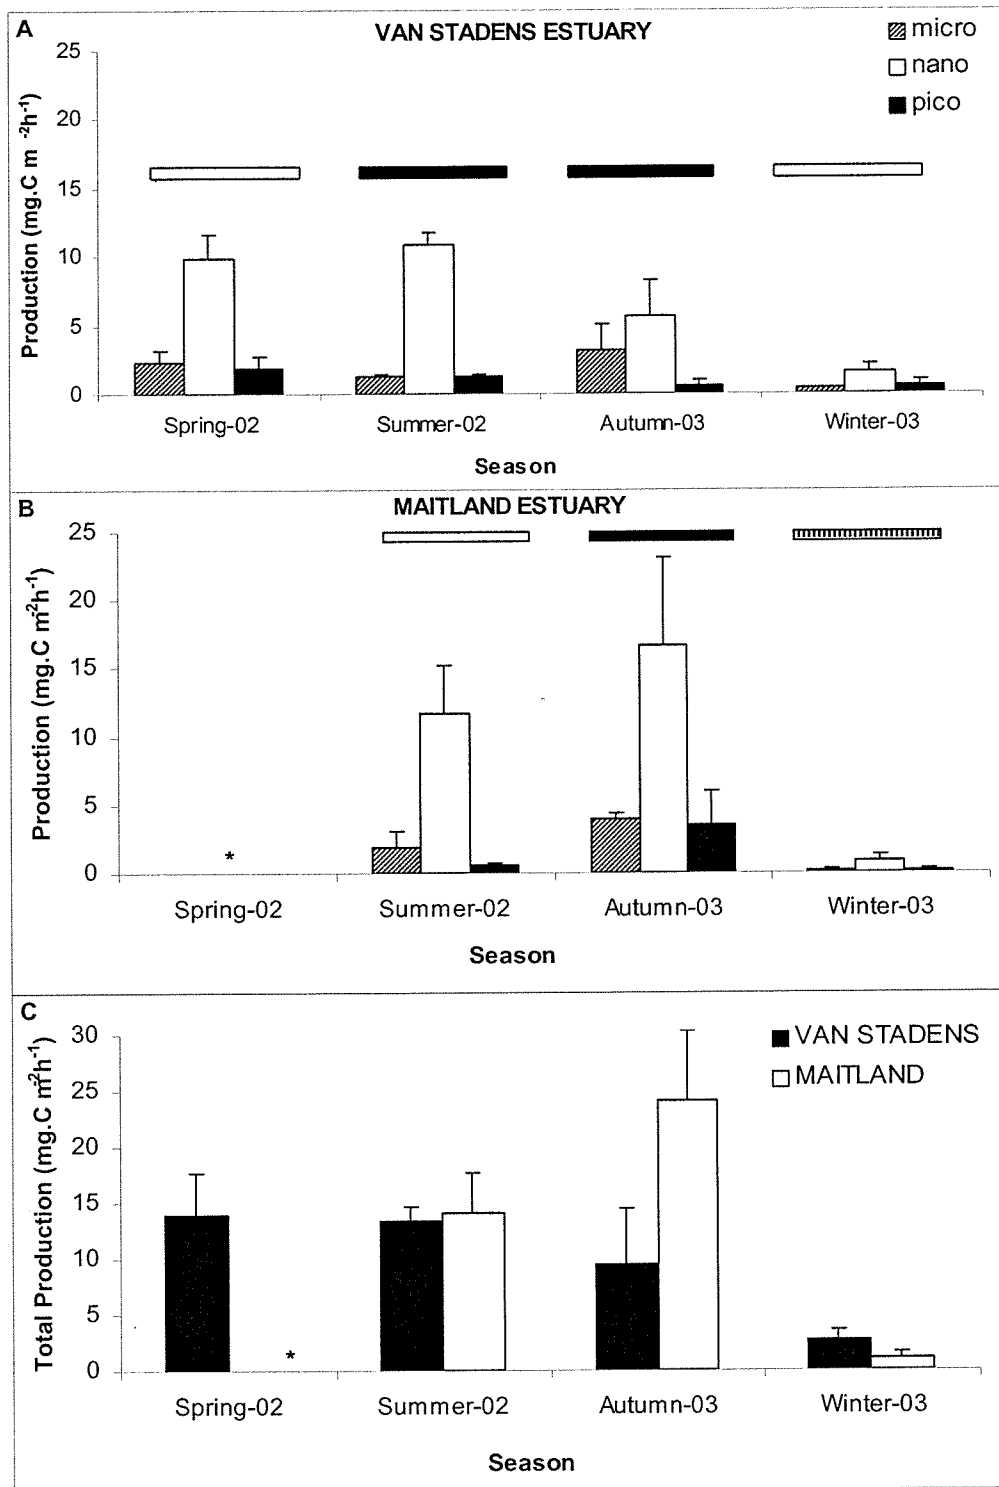 A
VAN STADENS ESTUARY
micro
nano
pico
25
20
15
10
5
0
Production (mg.C m -2h-1)
Spring-02 Summer-02 Autumn-03 Winter-03
Season
B
MAITLAND ESTUARY
25
20
15
10
5
0
Production (mg.C m-2h-1)
*
Spring-02 Summer-02 Autumn-03 Winter-03
Season
C
VAN STADENS
MAITLAND
30
25
20
15
10
5
0
Total Production (mg.C m-2h-1)
*
Spring-02 Summer-02 Autumn-03 Winter-03
Season